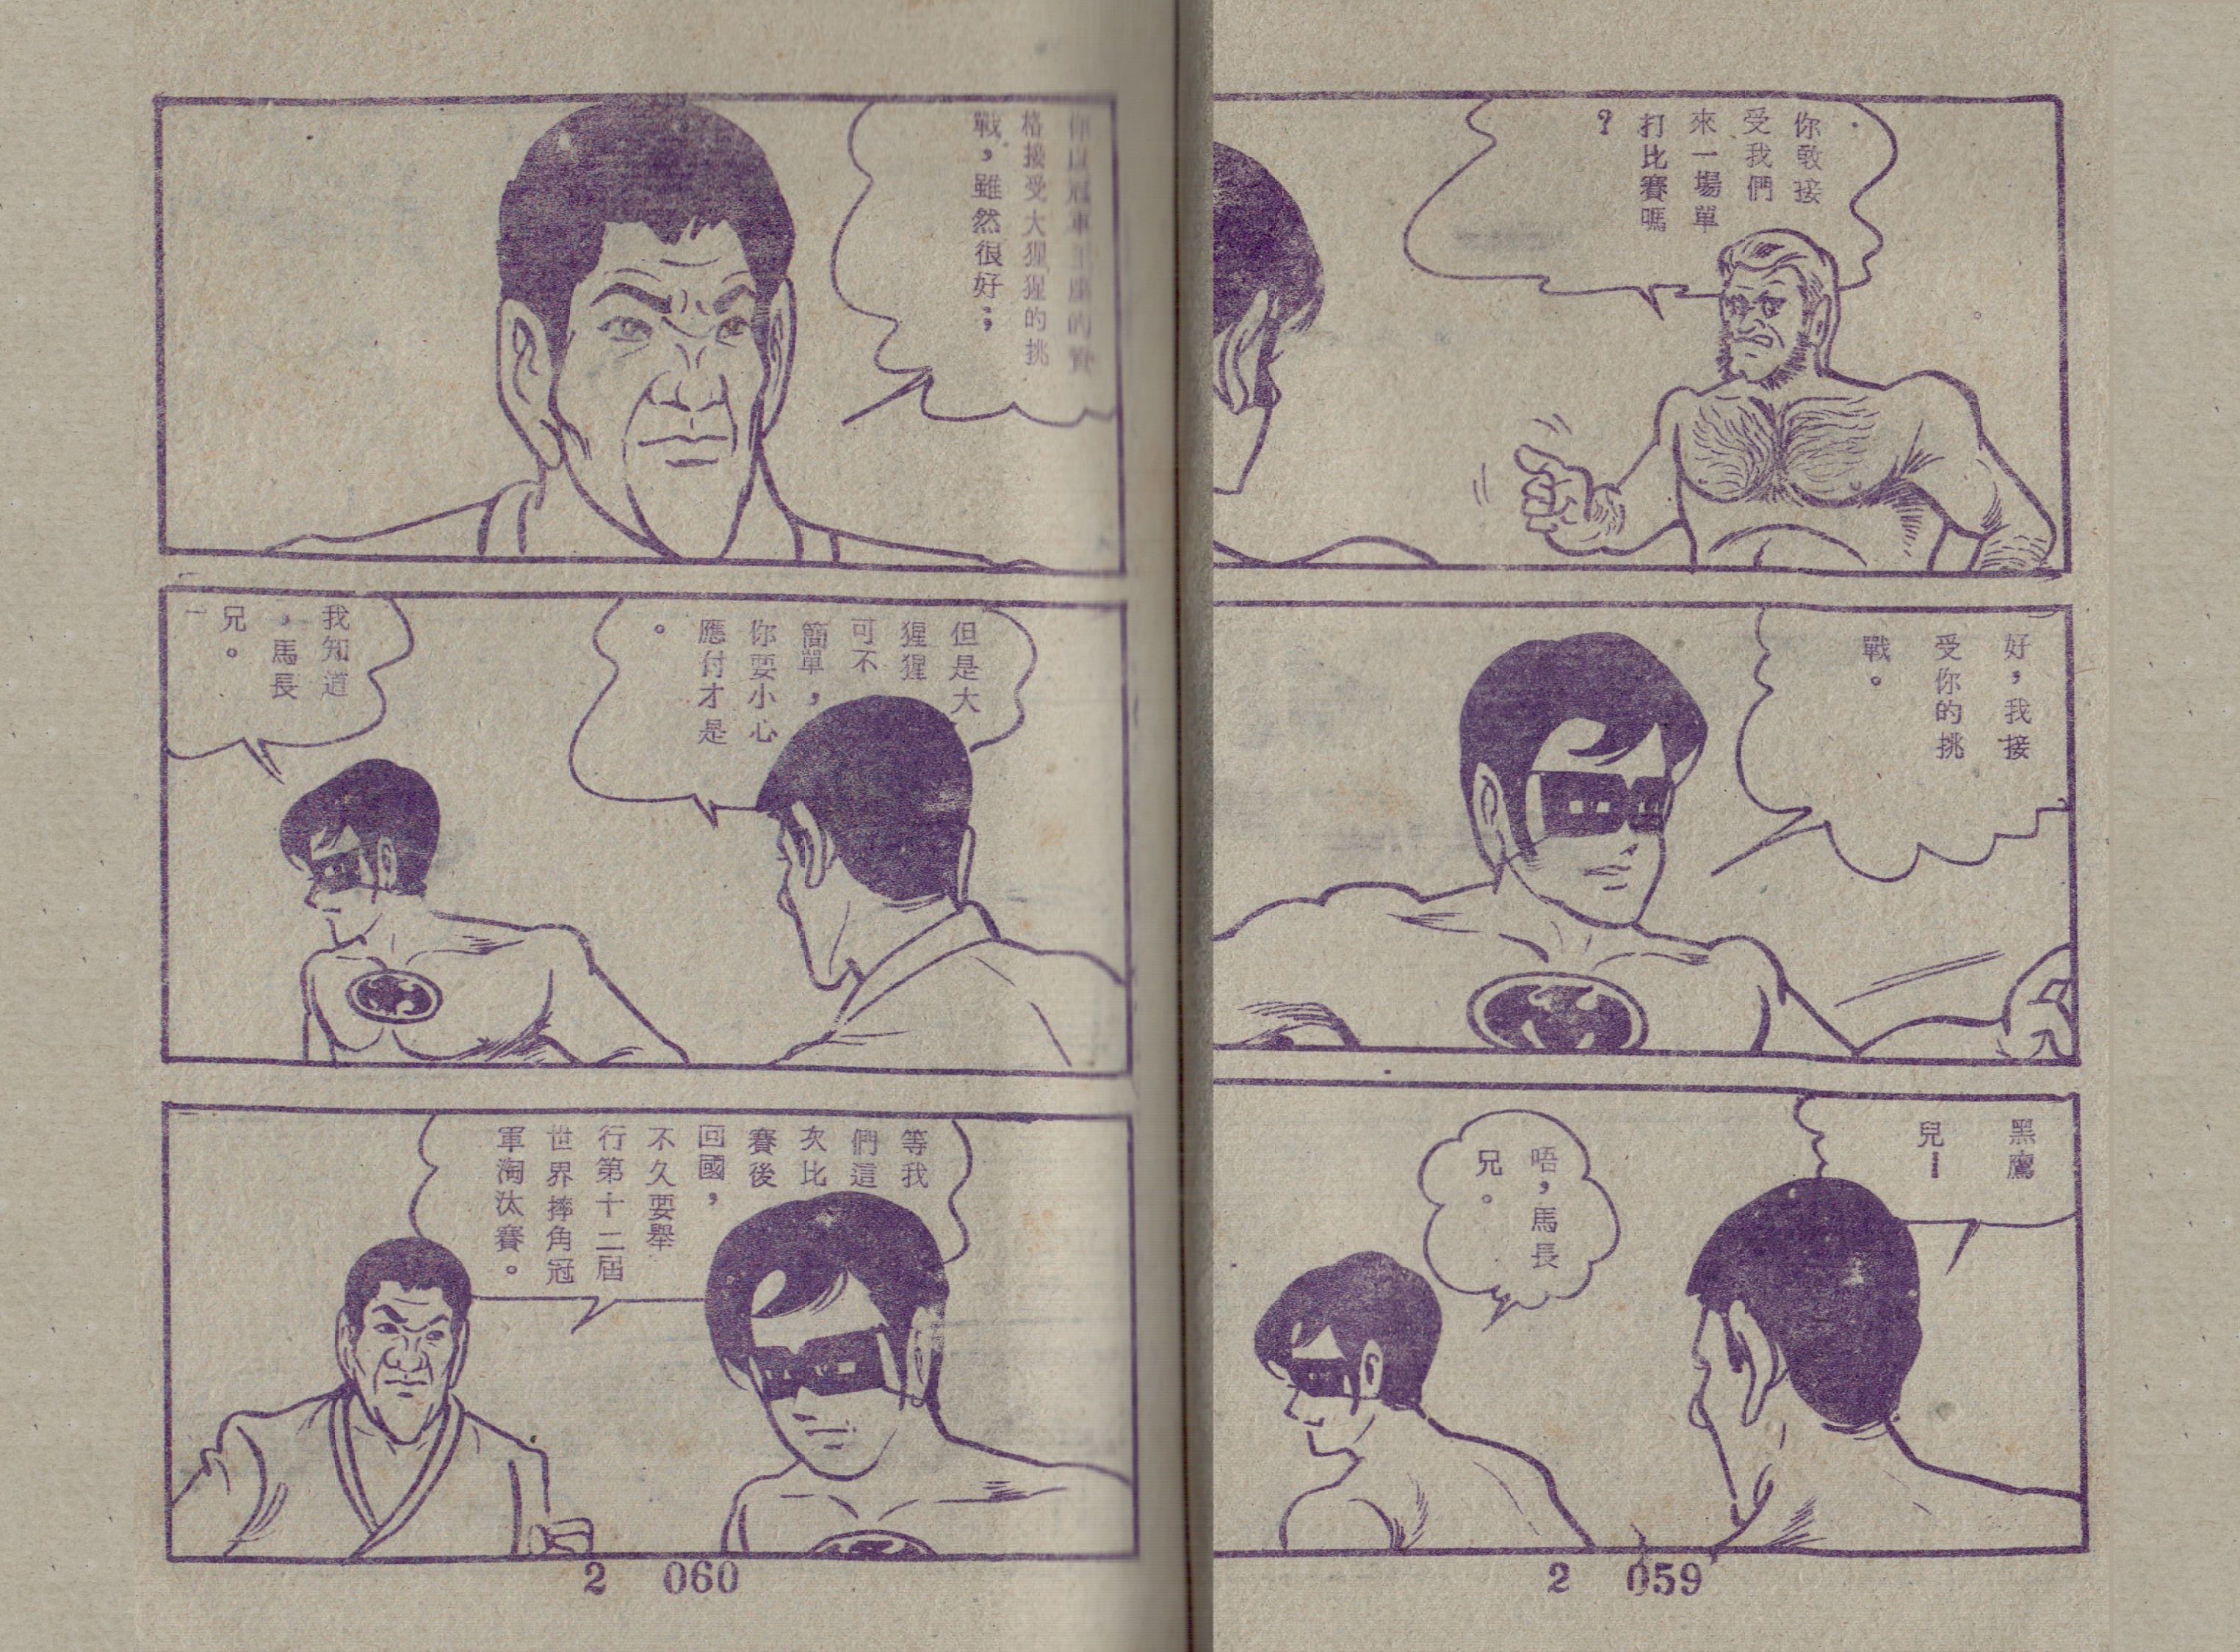 你敢接
受我們
來一場單
打比賽嗎
?
好,我接
受你的挑
戰。
黑鷹
兒ー
唔,馬長
兄。
2 059
你以冠軍王座的資
格接受大猩猩的挑
戰,雖然很好;
但是大
猩猩
可不
簡單,
你要小心
應付才是
。
我知道
,馬長
兄。
一
等我
們這
次比
賽後
回國,
不久要舉
行第十二屆
世界摔角冠
軍淘汰賽。
2 060